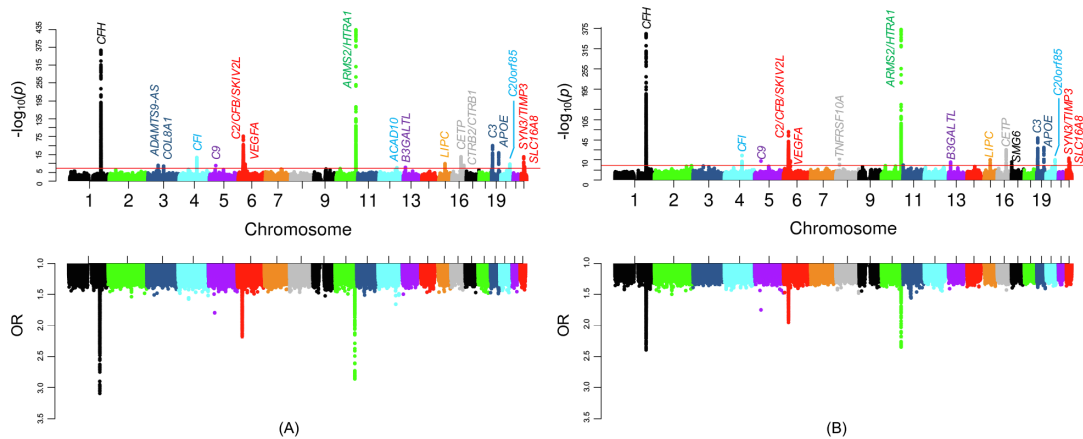 435
375
315
255
195
135
75
35
15
5
0
-log10(p)
CFH
ADAMTS9-AS
COL8A1
CFI
C9
C2/CFB/SKIV2L
VEGFA
ARMS2/HTRA1
ACAD10
B3GALTL
LIPC
CETP
CTRB2/CTRB1
C3
APOE
C20orf85
SYN3/TIMP3
SLC16A8
1 2 3 4 5 6 7 9 11 13 16 19
Chromosome
1.0
1.5
2.0
2.5
3.0
3.5
OR
(A)
375
315
255
195
135
45
10
0
-log10(p)
CFH
CFI
C9
C2/CFB/SKIV2L
VEGFA
TNFRSF10A
ARMS2/HTRA1
B3GALTL
LIPC
CETP
SMG6
C3
APOE
C20orf85
SYN3/TIMP3
SLC16A8
1 2 3 4 5 6 7 9 11 13 16 19
Chromosome
1.0
1.5
2.0
2.5
3.0
3.5
OR
(B)